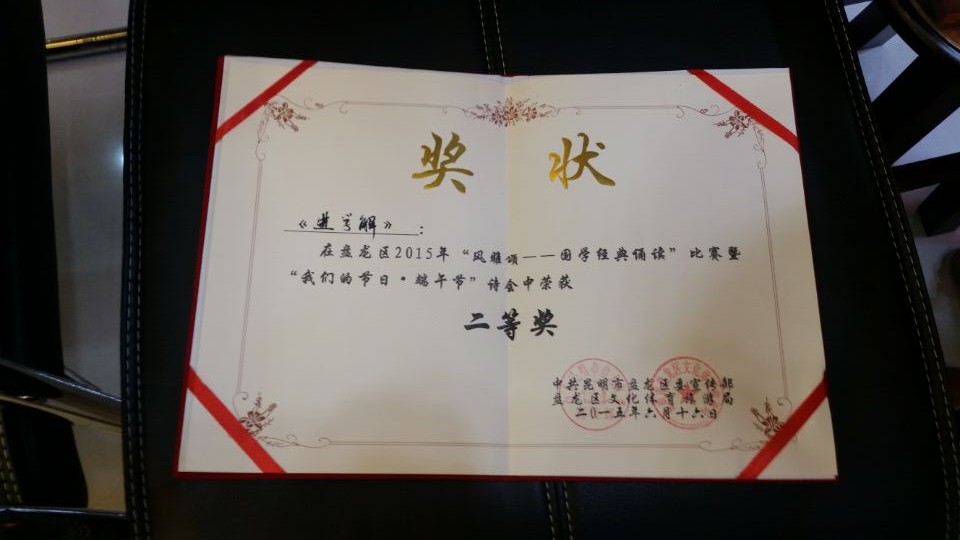 奖状
《进学解》：
在盘龙区2015年“风雅颂——国学经典诵读”比赛暨
“我们的节日·端午节”诗会中荣获
二等奖
中共昆明市盘龙区委宣传部
盘龙区文化体育旅游局
二〇一五年六月十六日